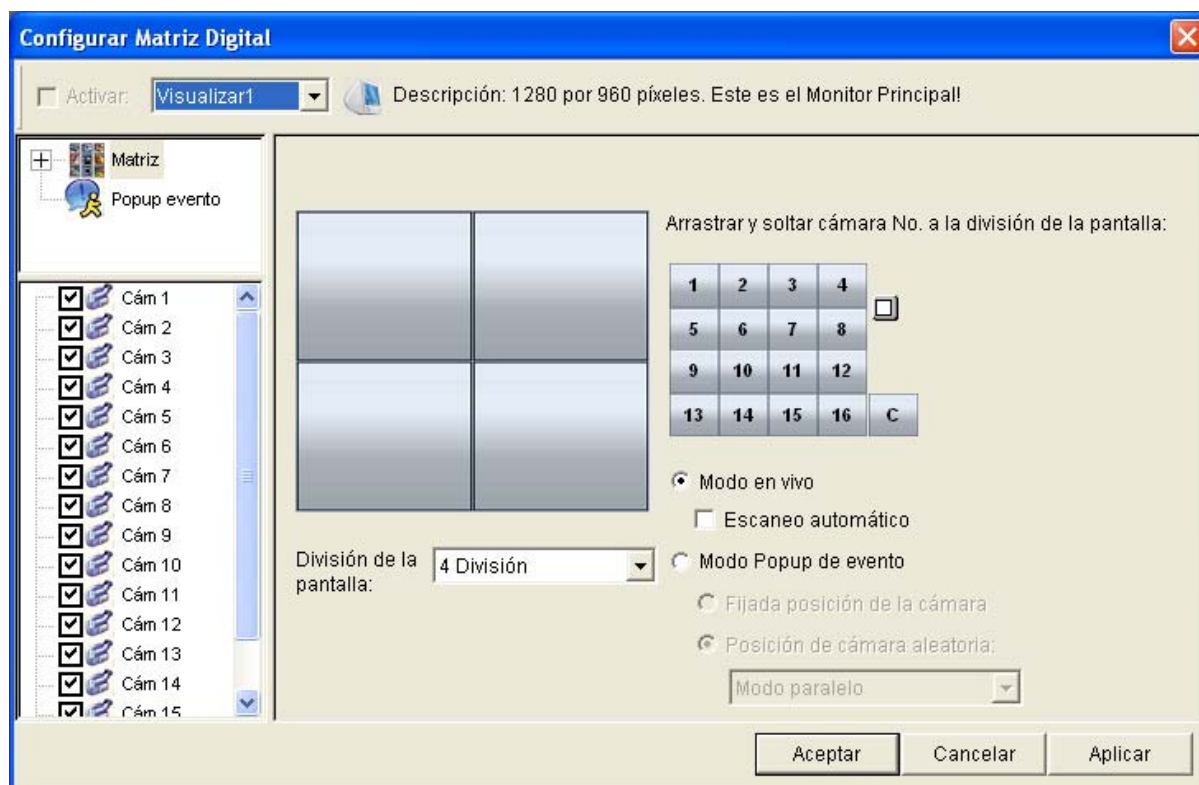 Configurar Matriz Digital
Activar: Visualizar1 Descripción: 1280 por 960 píxeles. Este es el Monitor Principal!
Matriz
Popup evento
Cám 1
Cám 2
Cám 3
Cám 4
Cám 5
Cám 6
Cám 7
Cám 8
Cám 9
Cám 10
Cám 11
Cám 12
Cám 13
Cám 14
Cám 15
División de la pantalla:
4 División
Arrastrar y soltar cámara No. a la división de la pantalla:
1 2 3 4
5 6 7 8
9 10 11 12
13 14 15 16 C
Modo en vivo
Escaneo automático
Modo Popup de evento
Fijada posición de la cámara
Posición de cámara aleatoria:
Modo paralelo
Aceptar Cancelar Aplicar